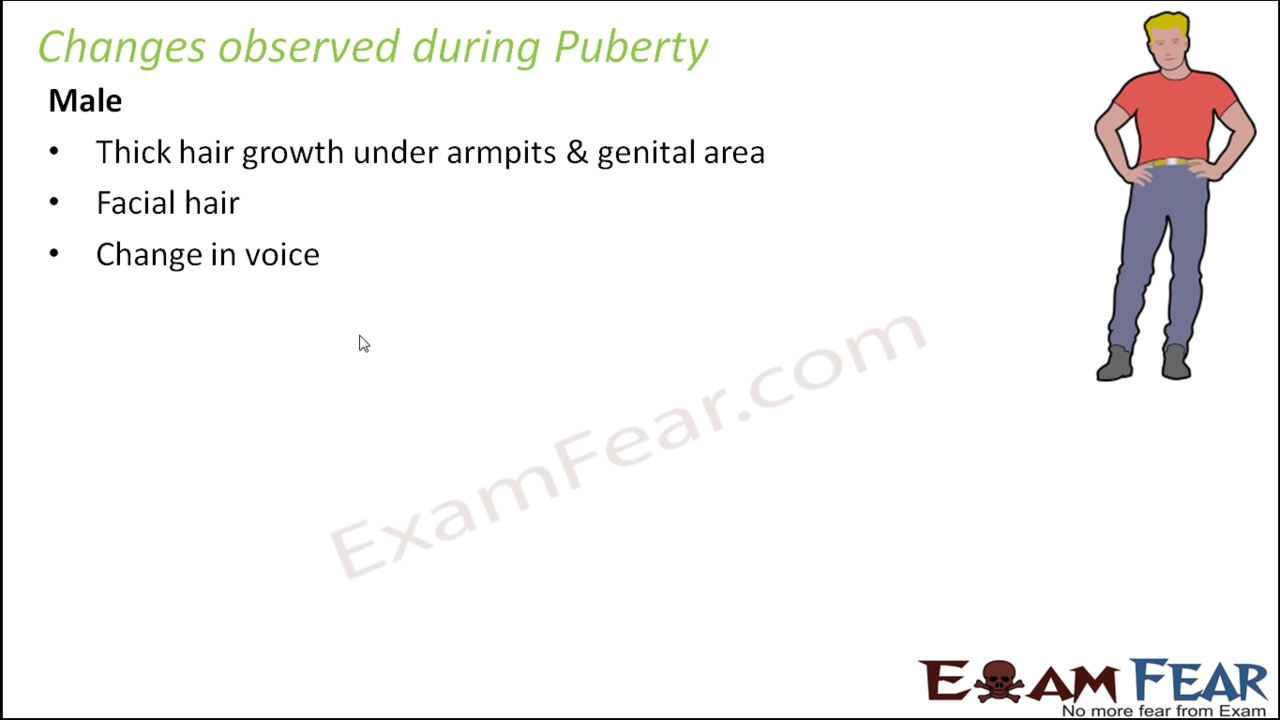 Changes observed during Puberty
Male
• Thick hair growth under armpits & genital area
• Facial hair
• Change in voice
ExamFear.com
EXAM FEAR
No more fear from Exam